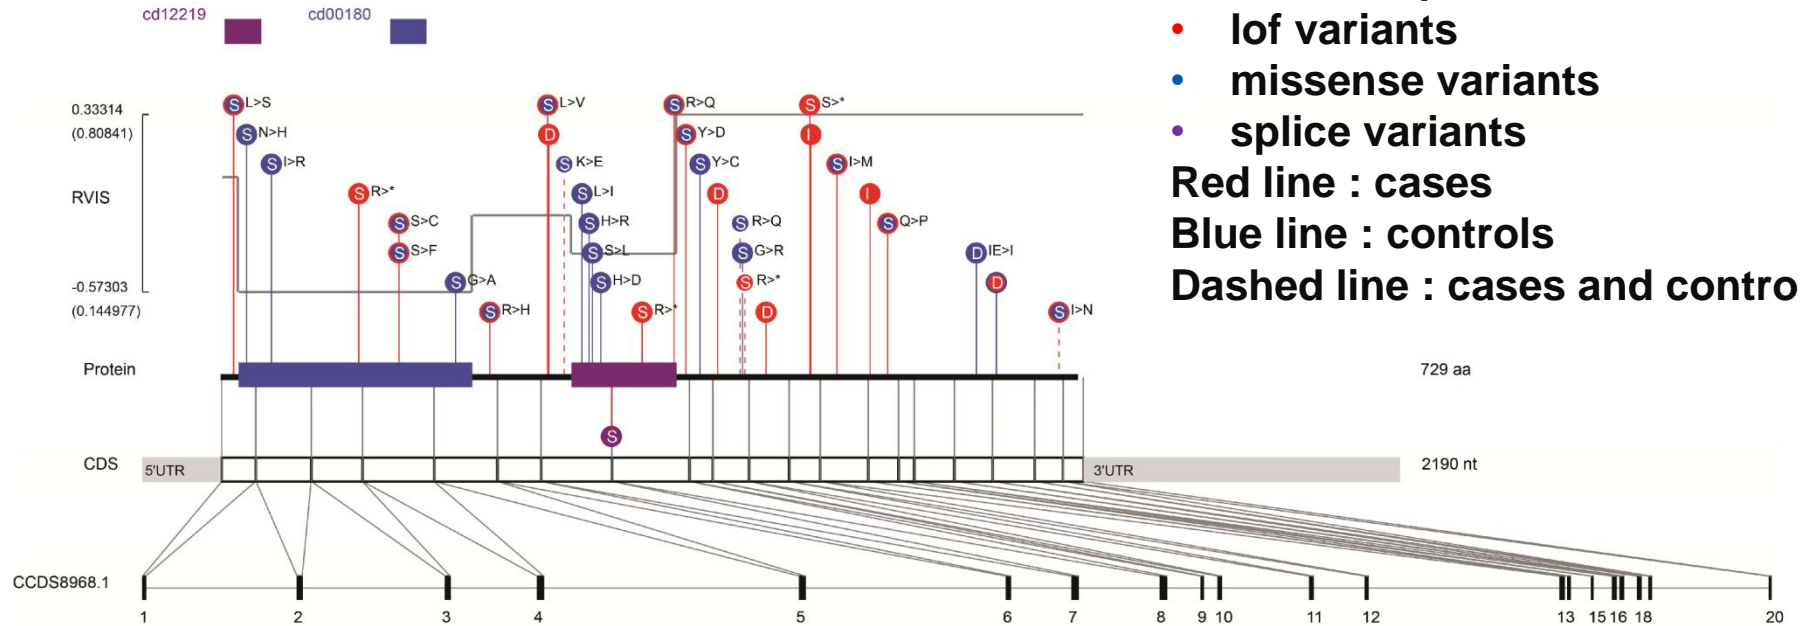 cd12219
cd00180
• lof variants
• missense variants
• splice variants
Red line : cases
Blue line : controls
Dashed line : cases and contro
0.33314
(0.80841)
RVIS
-0.57303
(0.144977)
S L>S
S N>H
S I>R
S R>*
S S>C
S S>F
S G>A
S R>H
S L>V
D
S K>E
S L>I
S H>R
S S>L
S H>D
S R>*
S R>Q
S Y>D
S Y>C
D
S R>Q
S G>R
S R>*
D
S S>*
I
S I>M
I
S Q>P
D IE>I
D
S I>N
Protein
729 aa
S
CDS
5'UTR
3'UTR
2190 nt
CCDS8968.1
1 2 3 4 5 6 7 8 9 10 11 12 13 15 16 18 20